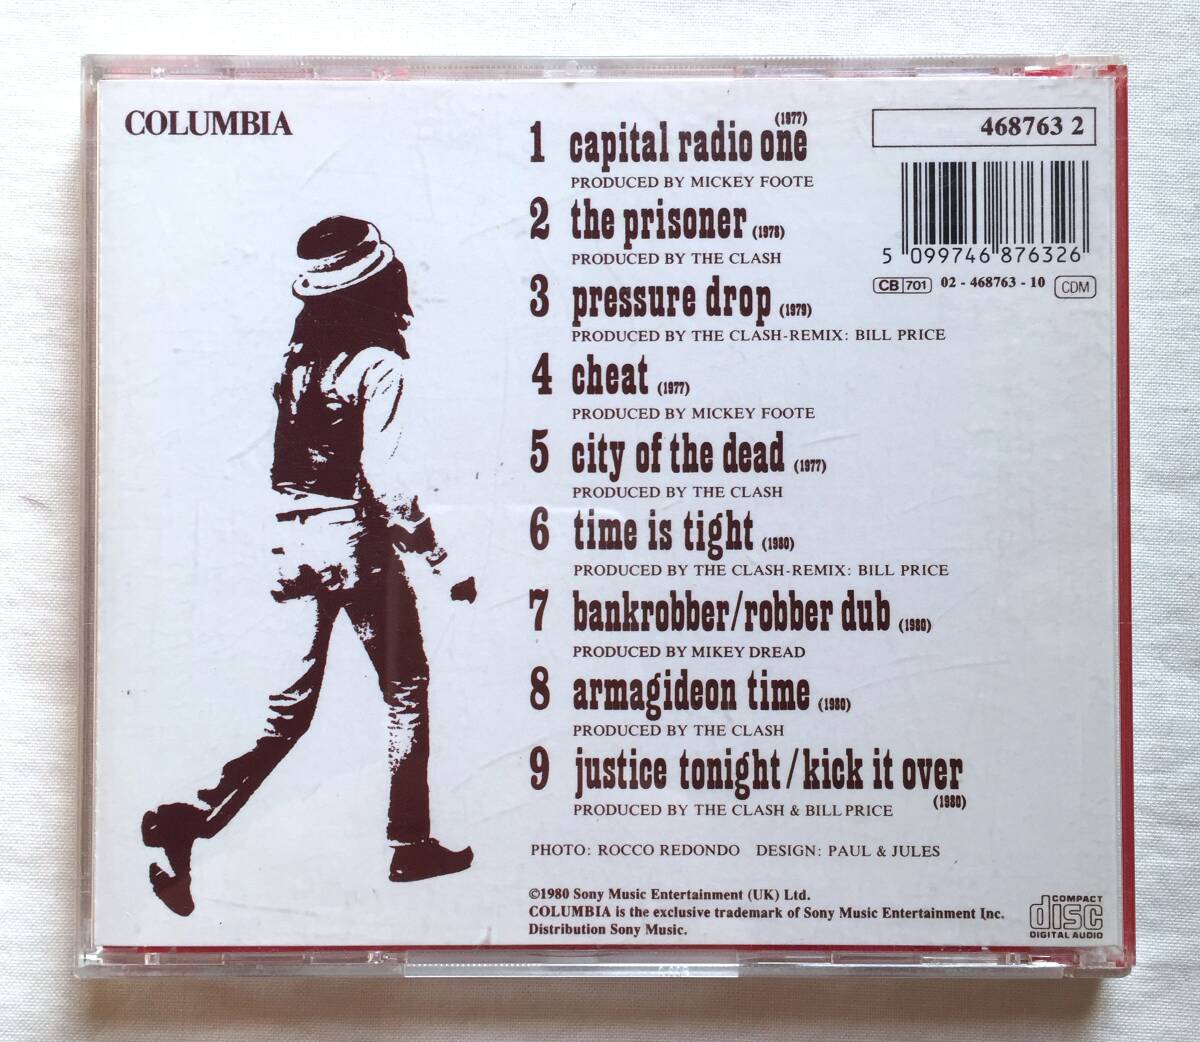 COLUMBIA
468763 2
5 099746 876326
CB 701 02 - 468763 - 10 CDM
1 capital radio one (1977)
PRODUCED BY MICKEY FOOTE
2 the prisoner (1978)
PRODUCED BY THE CLASH
3 pressure drop (1979)
PRODUCED BY THE CLASH-REMIX: BILL PRICE
4 cheat (1977)
PRODUCED BY MICKEY FOOTE
5 city of the dead (1977)
PRODUCED BY THE CLASH
6 time is tight (1980)
PRODUCED BY THE CLASH-REMIX: BILL PRICE
7 bankrobber/robber dub (1980)
PRODUCED BY MIKEY DREAD
8 armagideon time (1980)
PRODUCED BY THE CLASH
9 justice tonight/kick it over (1980)
PRODUCED BY THE CLASH & BILL PRICE
PHOTO: ROCCO REDONDO DESIGN: PAUL & JULES
©1980 Sony Music Entertainment (UK) Ltd.
COLUMBIA is the exclusive trademark of Sony Music Entertainment Inc.
Distribution Sony Music.
COMPACT
disc
DIGITAL AUDIO